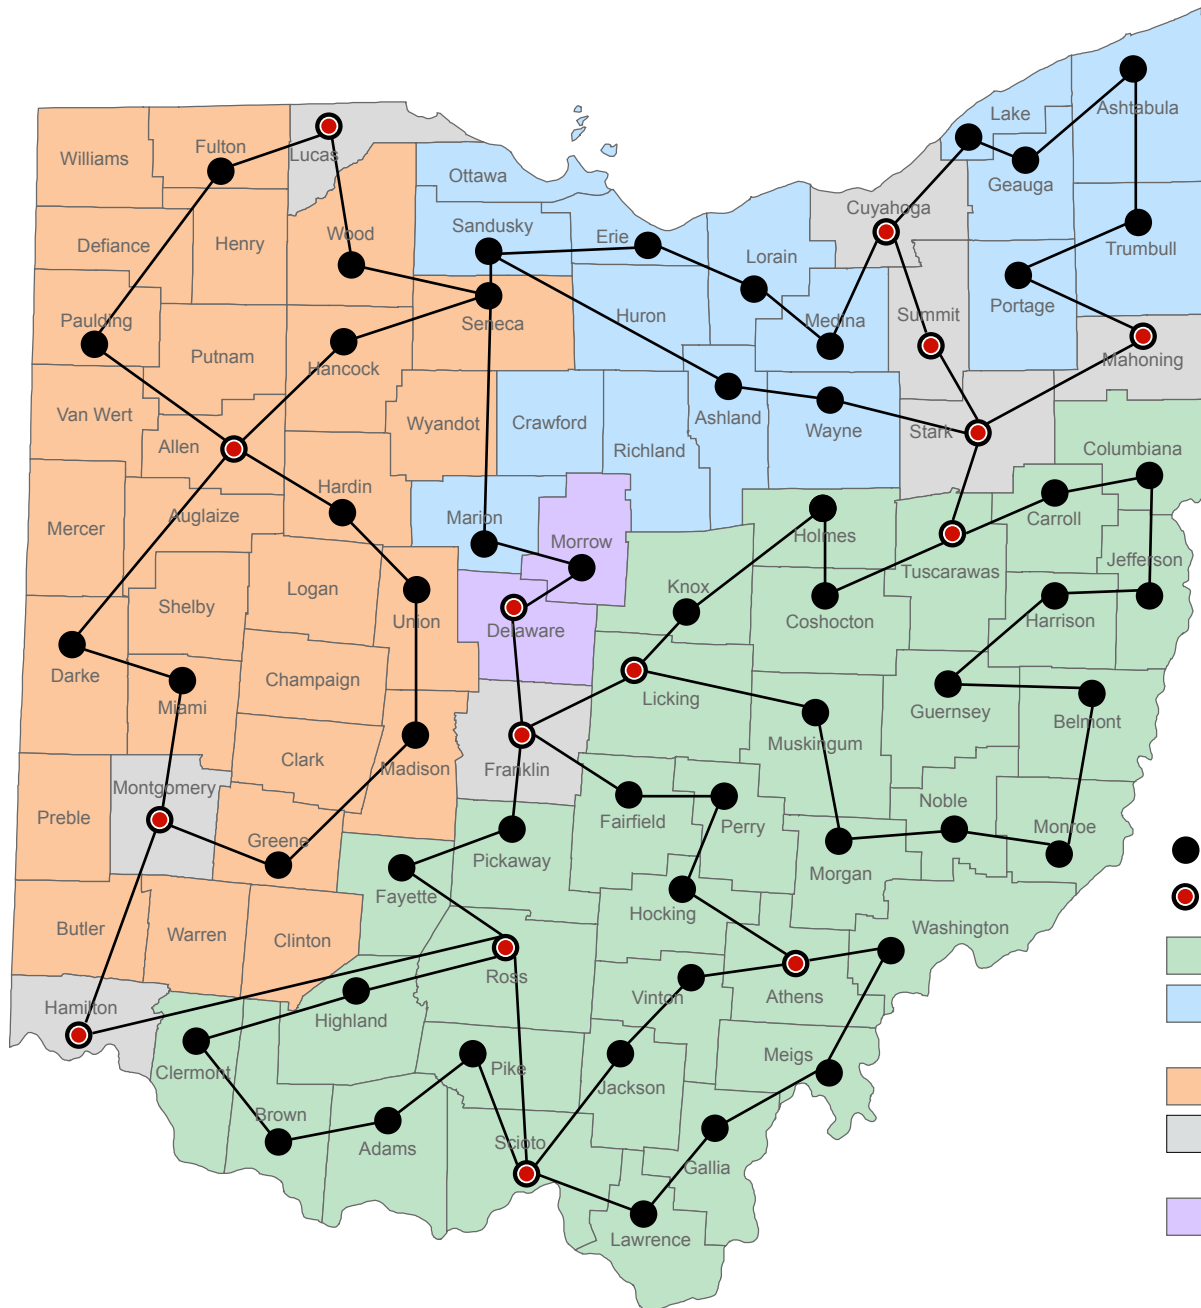 Lake
Ashtabula
Fulton
Lucas
Williams
Geauga
Ottawa
Cuyahoga
Sandusky
Erie
Wood
Henry
Defiance
Trumbull
Lorain
Portage
Seneca
Huron
Medina
Summit
Paulding
Putnam
Hancock
Mahoning
Ashland
Van Wert
Wyandot
Crawford
Wayne
Stark
Allen
Richland
Columbiana
Hardin
Auglaize
Marion
Carroll
Mercer
Holmes
Morrow
Tuscarawas
Jefferson
Logan
Knox
Coshocton
Shelby
Union
Harrison
Delaware
Darke
Champaign
Licking
Belmont
Miami
Guernsey
Muskingum
Clark
Madison
Franklin
Montgomery
Noble
Preble
Greene
Fairfield
Perry
Monroe
Pickaway
Morgan
Fayette
Hocking
Washington
Butler
Warren
Clinton
Ross
Athens
Vinton
Hamilton
Highland
Meigs
Clermont
Pike
Jackson
Brown
Adams
Scioto
Gallia
Lawrence